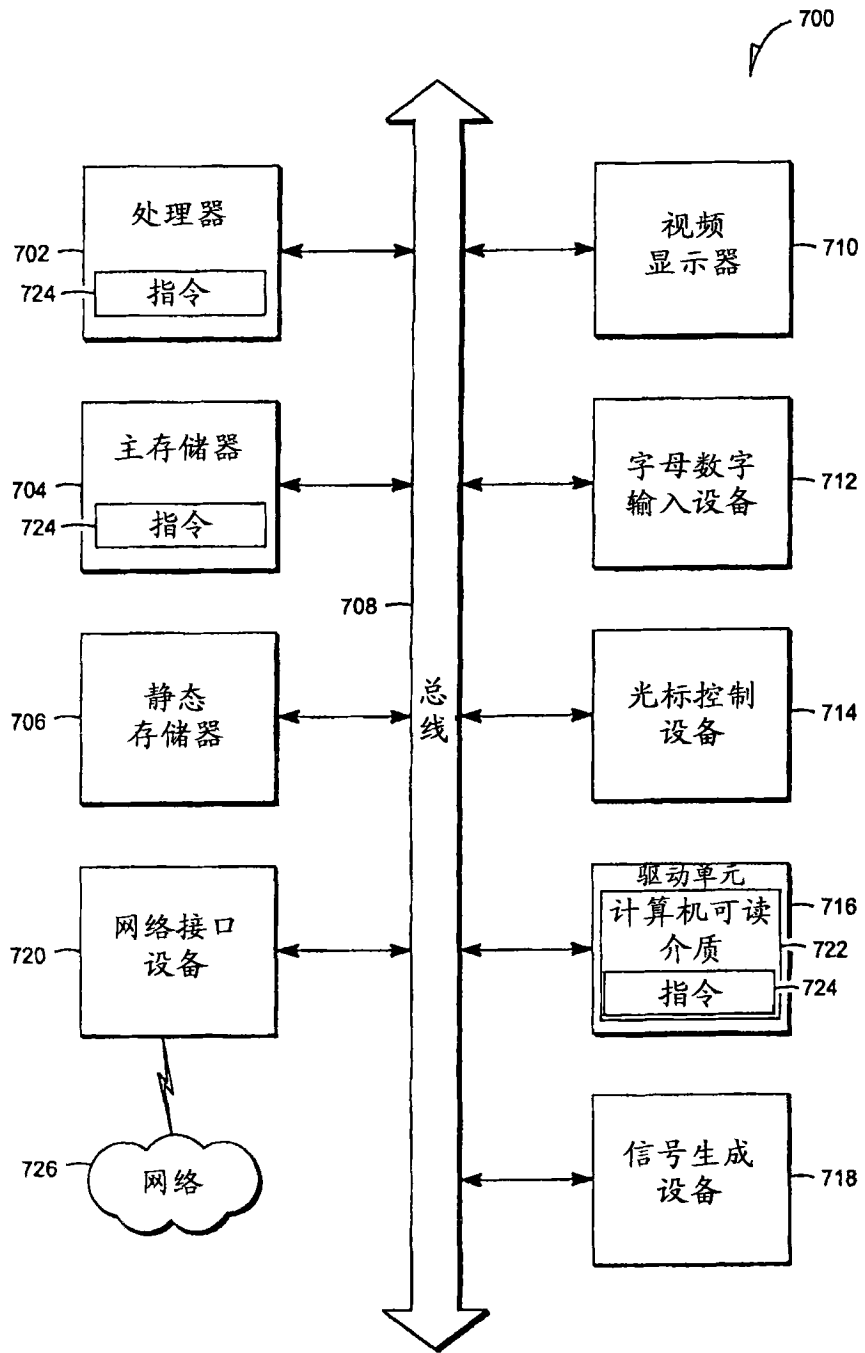 700
处理器
702
724
指令
视频
显示器
710
主存储器
704
724
指令
字母数字
输入设备
712
708
总
线
静态
存储器
706
光标控制
设备
714
网络接口
设备
720
驱动单元
716
计算机可读
介质
722
指令
724
726
网络
信号生成
设备
718